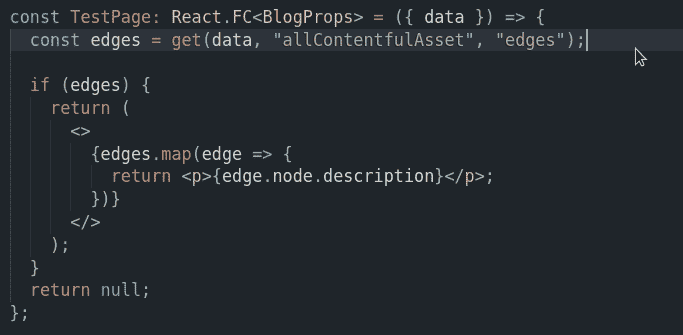 const TestPage: React.FC<BlogProps> = ({ data }) => {
  const edges = get(data, "allContentfulAsset", "edges");

  if (edges) {
    return (
      <>
        {edges.map(edge => {
          return <p>{edge.node.description}</p>;
        })}
      </>
    );
  }
  return null;
};